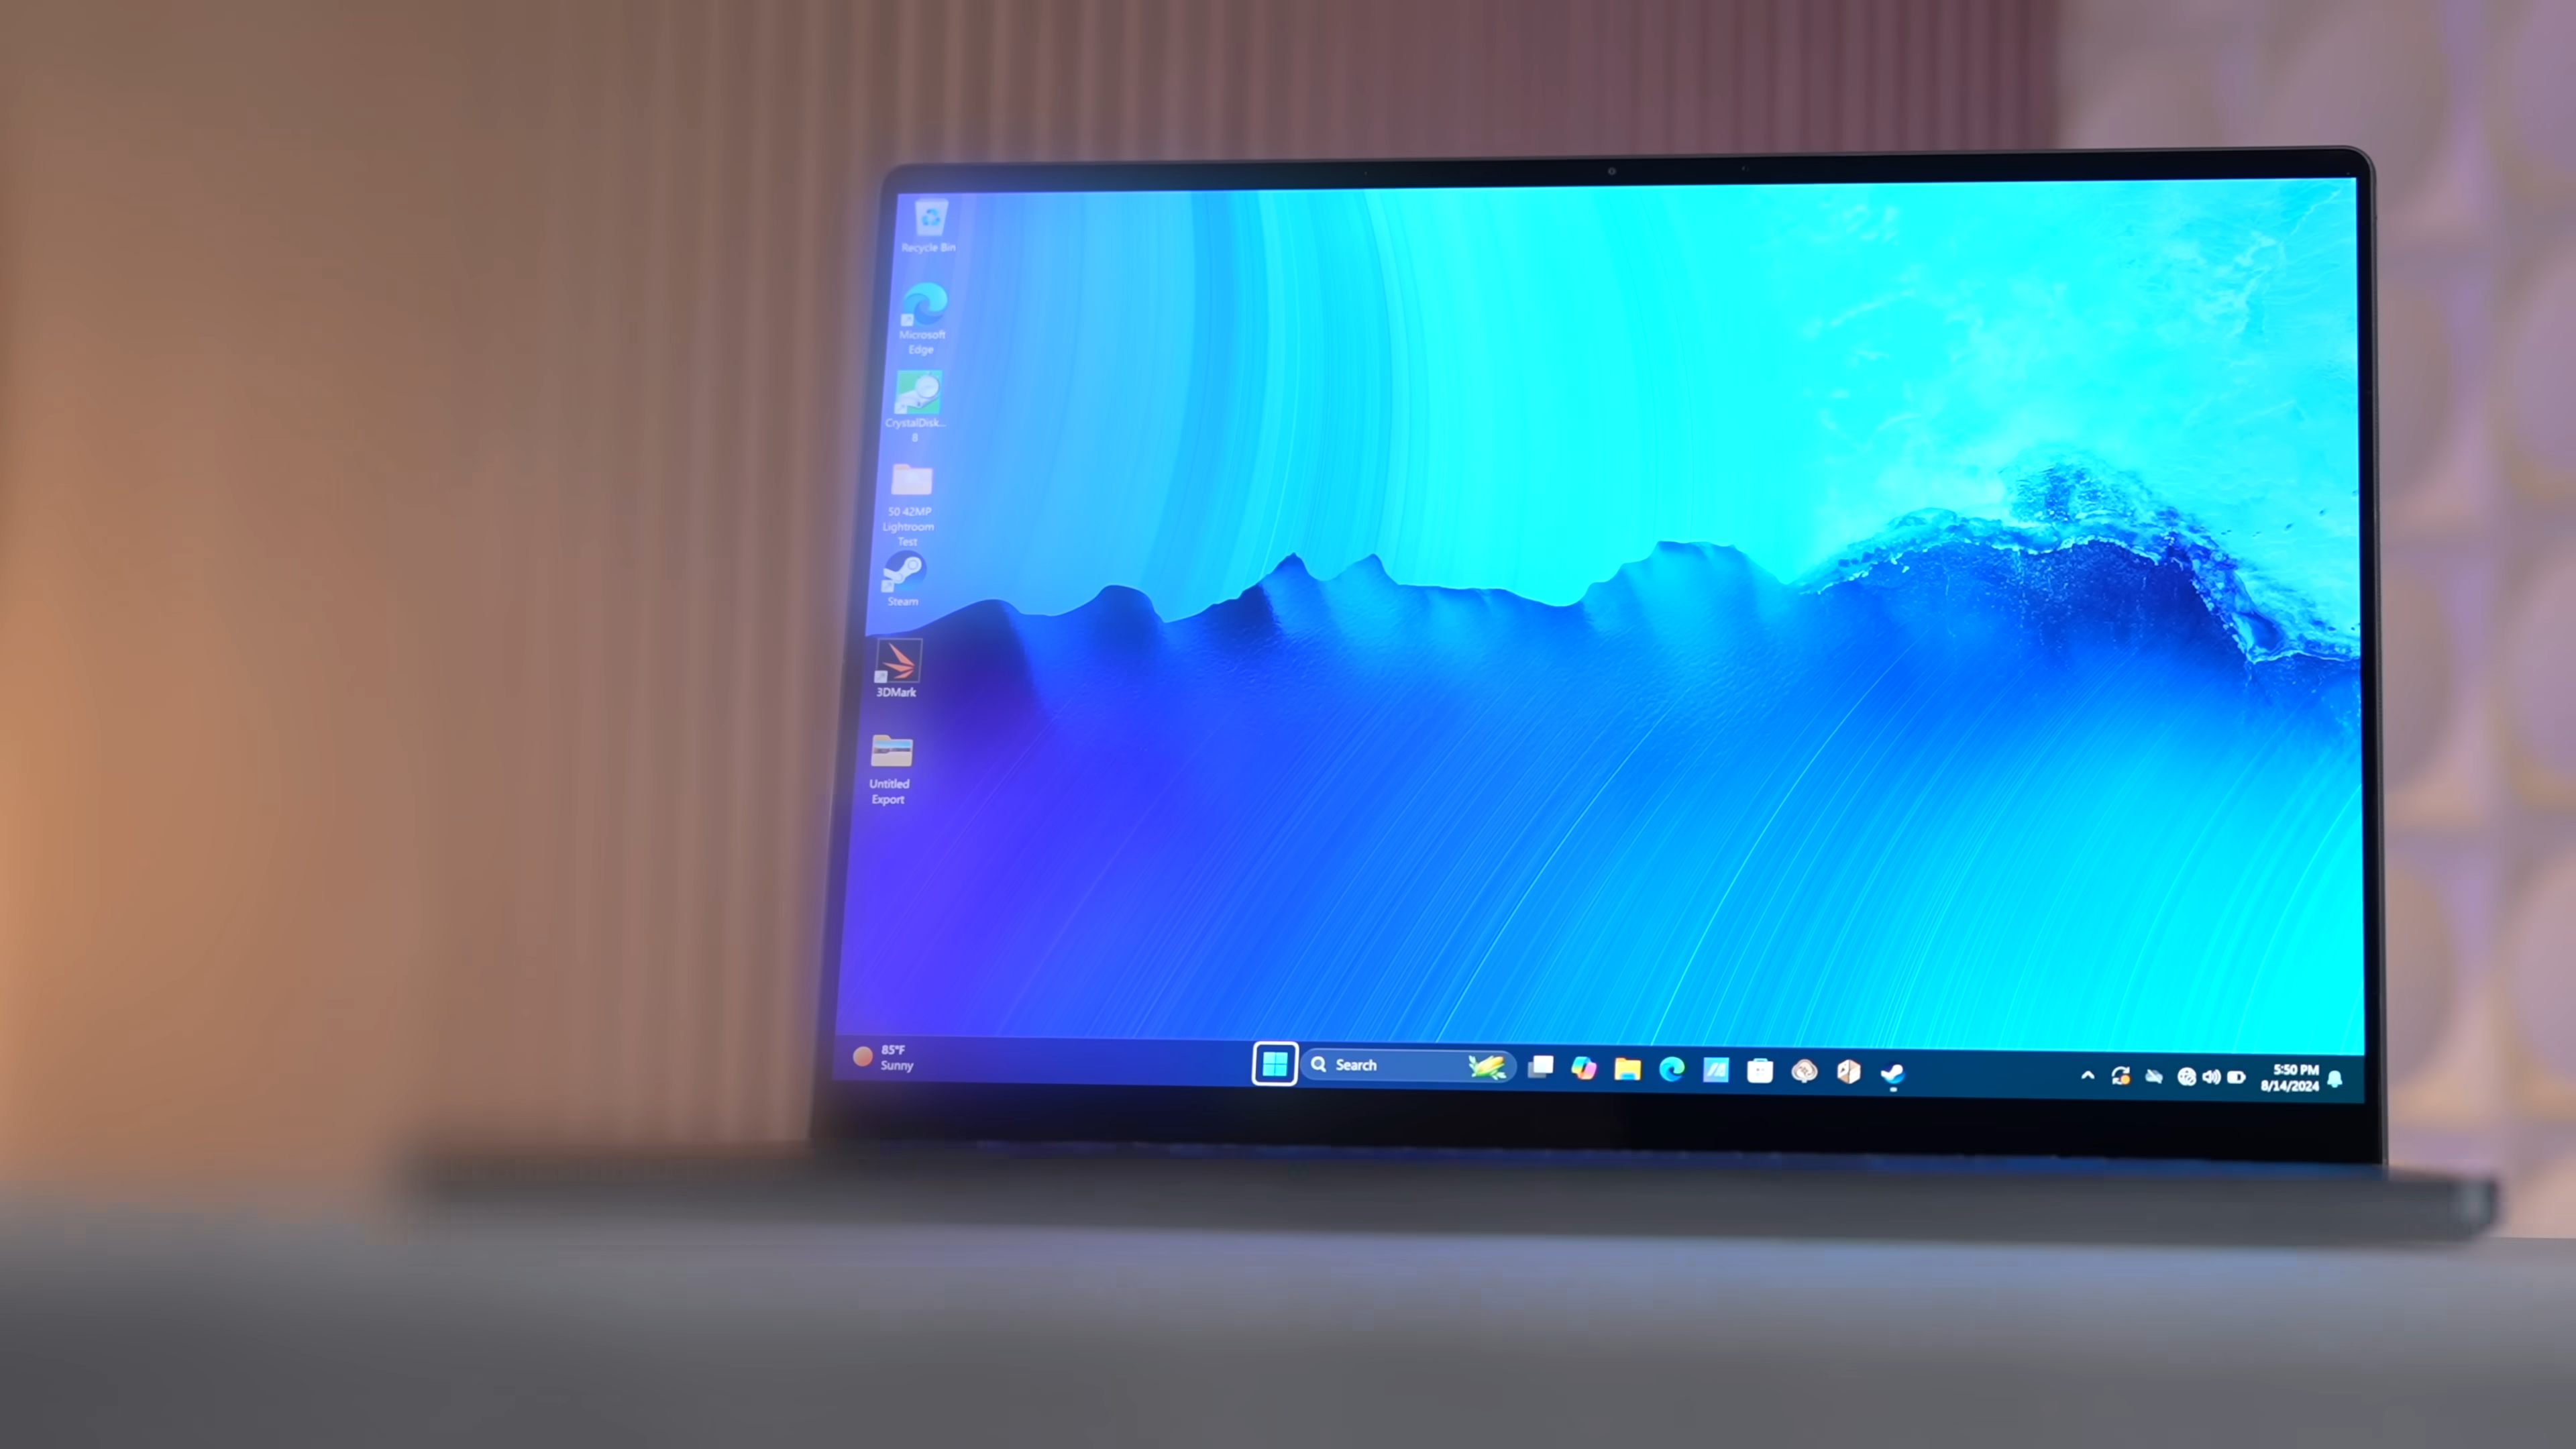 Recycle Bin
Microsoft
Edge
CrystalDisk...
8
50 42MP
Lightroom
Test
Steam
3DMark
Untitled
Export
85°F
Sunny
Search
5:50 PM
8/14/2024